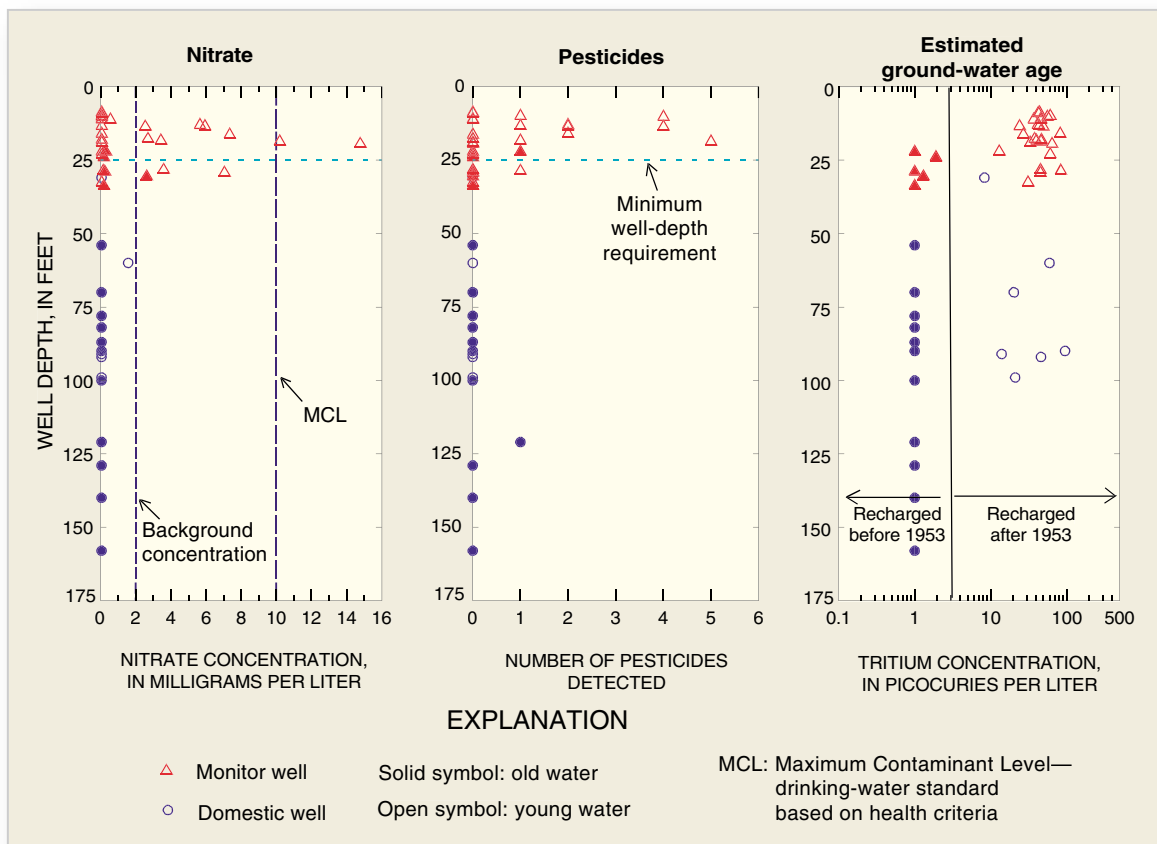 Nitrate
Pesticides
Estimated
ground-water age
WELL DEPTH, IN FEET
0
25
50
75
100
125
150
175
0 2 4 6 8 10 12 14 16
Background
concentration
MCL
NITRATE CONCENTRATION,
IN MILLIGRAMS PER LITER
0
25
50
75
100
125
150
175
0 1 2 3 4 5 6
Minimum
well-depth
requirement
NUMBER OF PESTICIDES
DETECTED
0
25
50
75
100
125
150
175
0.1 1 10 100 500
Recharged
before 1953
Recharged
after 1953
TRITIUM CONCENTRATION,
IN PICOCURIES PER LITER
EXPLANATION
Monitor well
Domestic well
Solid symbol: old water
Open symbol: young water
MCL: Maximum Contaminant Level—
drinking-water standard
based on health criteria